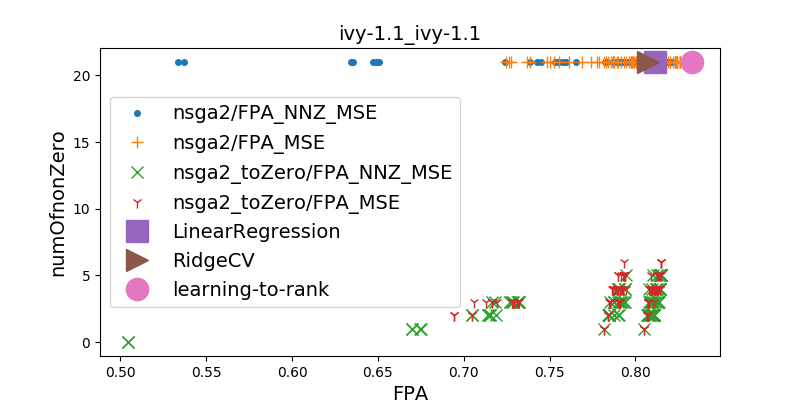 ivy-1.1_ivy-1.1
numOfnonZero
20
15
10
5
0
nsga2/FPA_NNZ_MSE
nsga2/FPA_MSE
nsga2_toZero/FPA_NNZ_MSE
nsga2_toZero/FPA_MSE
LinearRegression
RidgeCV
learning-to-rank
0.50 0.55 0.60 0.65 0.70 0.75 0.80
FPA